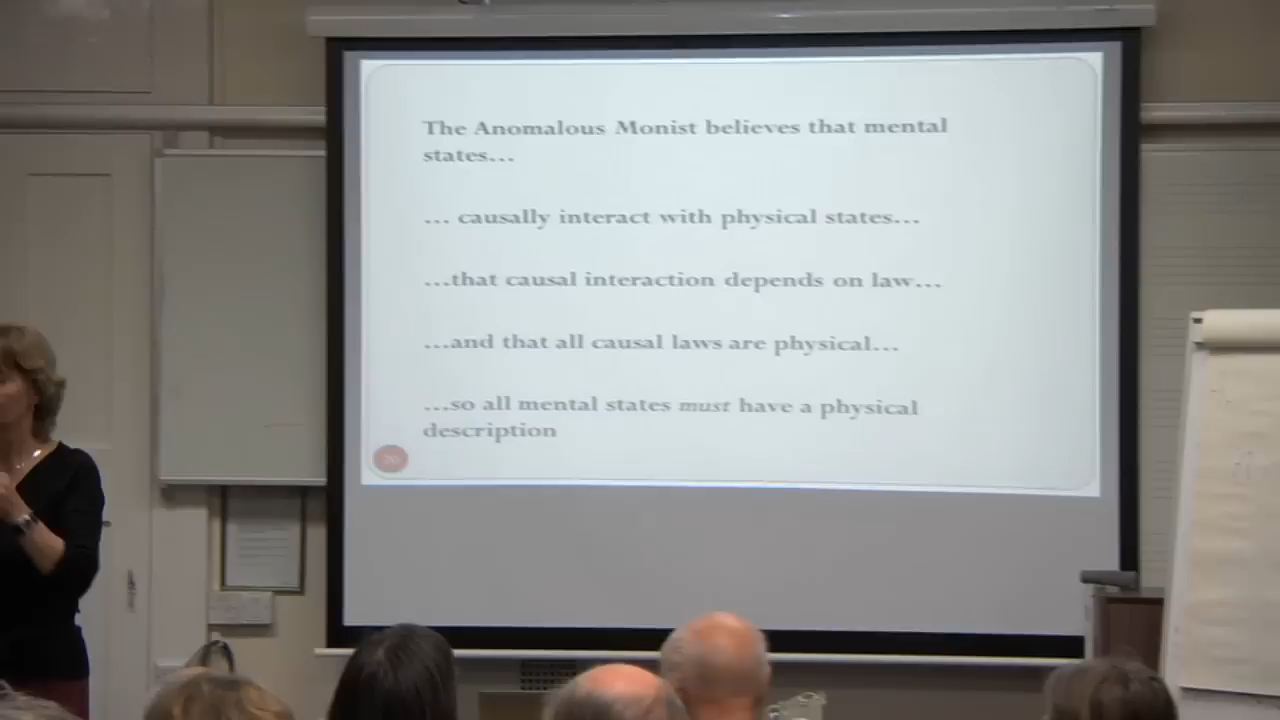 The Anomalous Monist believes that mental
states...
... causally interact with physical states...
...that causal interaction depends on law...
...and that all causal laws are physical...
...so all mental states must have a physical
description
20